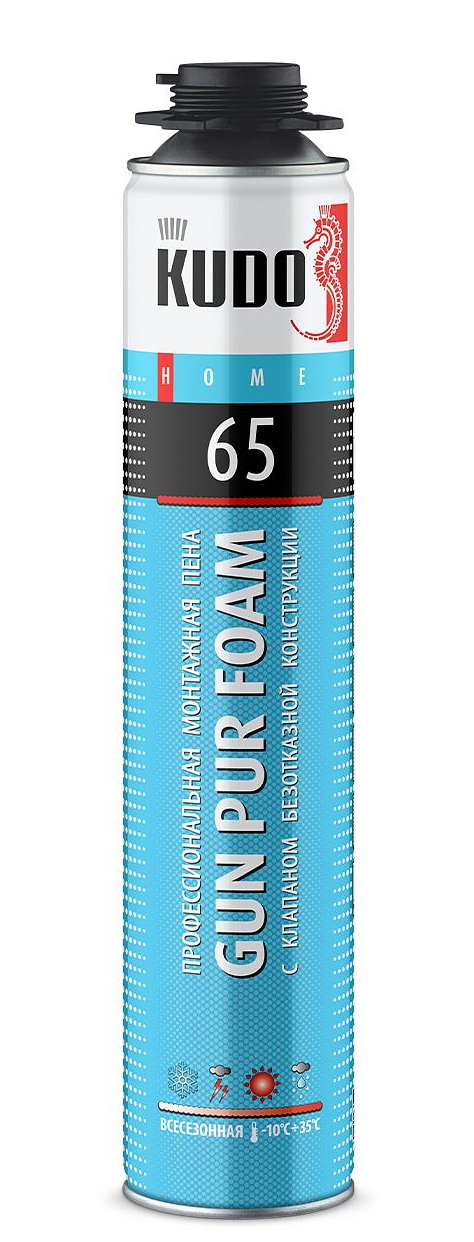 KUDO
HOME
65
ПРОФЕССИОНАЛЬНАЯ МОНТАЖНАЯ ПЕНА
GUN PUR FOAM
С КЛАПАНОМ БЕЗОТКАЗНОЙ КОНСТРУКЦИИ
ВСЕСЕЗОННАЯ -10°C÷35°C